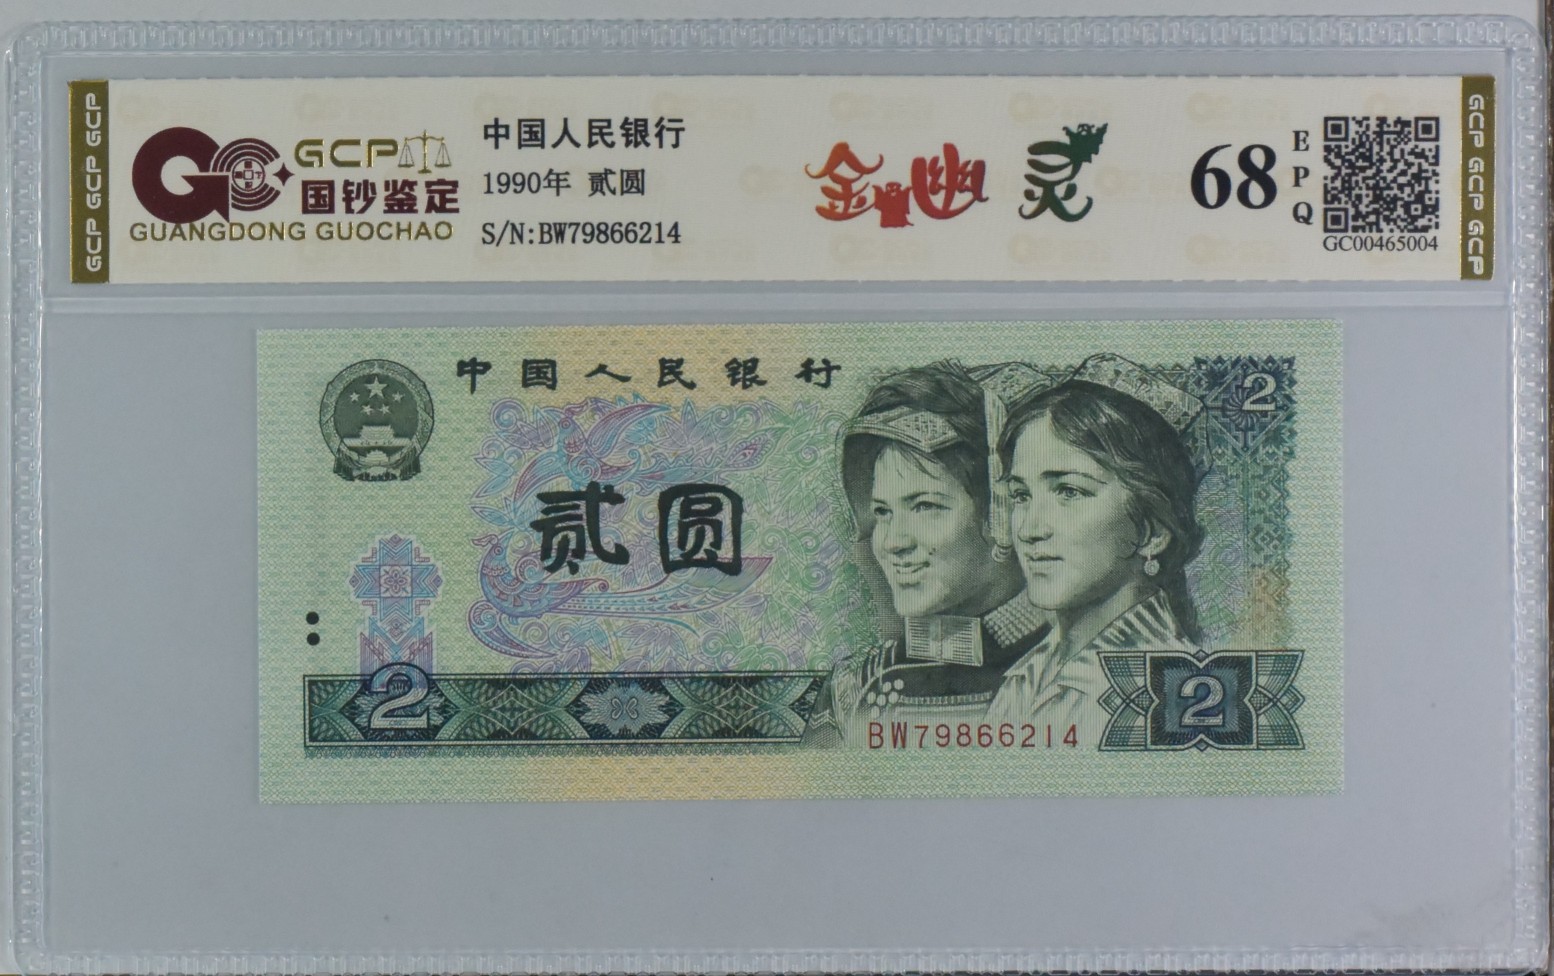 GCP GCP GCP
GCP
国钞鉴定
GUANGDONG GUOCHAO
中国人民银行
1990年 贰圆
S/N:BW79866214
金幽灵
68
EPQ
GC00465004
GCP GCP GCP
中国人民银行
2
贰圆
2
BW79866214
2